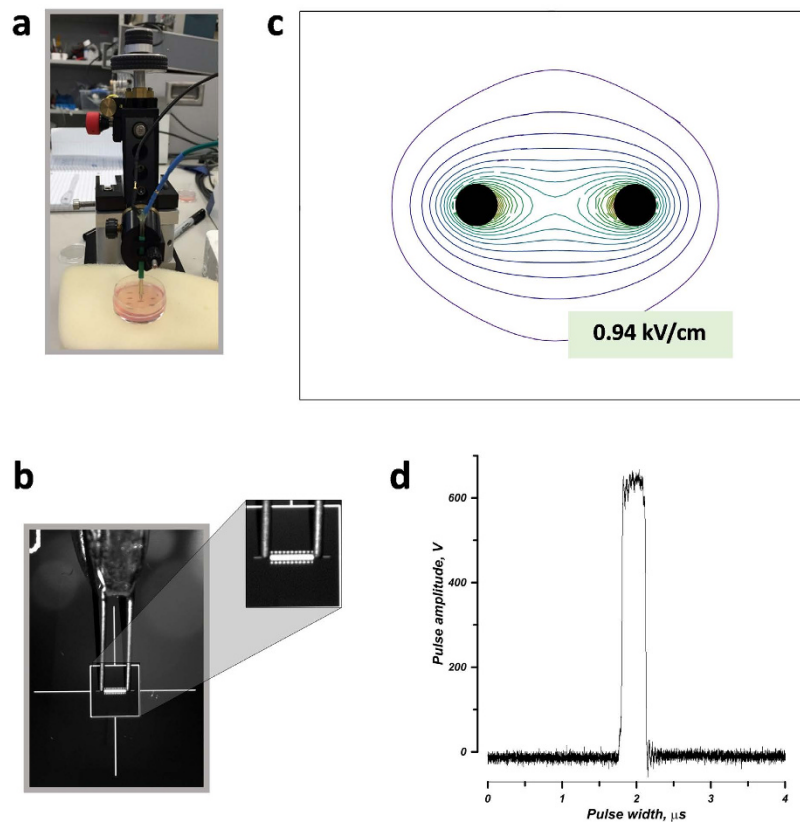 a
c
0.94 kV/cm
b
d
Pulse amplitude, V
600
400
200
0
0 1 2 3 4
Pulse width, μs